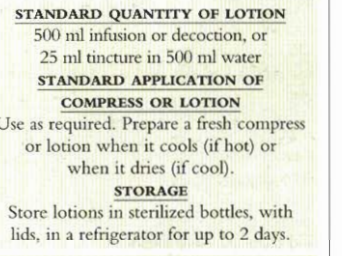 STANDARD QUANTITY OF LOTION
500 ml infusion or decoction, or
25 ml tincture in 500 ml water
STANDARD APPLICATION OF
COMPRESS OR LOTION
Use as required. Prepare a fresh compress
or lotion when it cools (if hot) or
when it dries (if cool).
STORAGE
Store lotions in sterilized bottles, with
lids, in a refrigerator for up to 2 days.